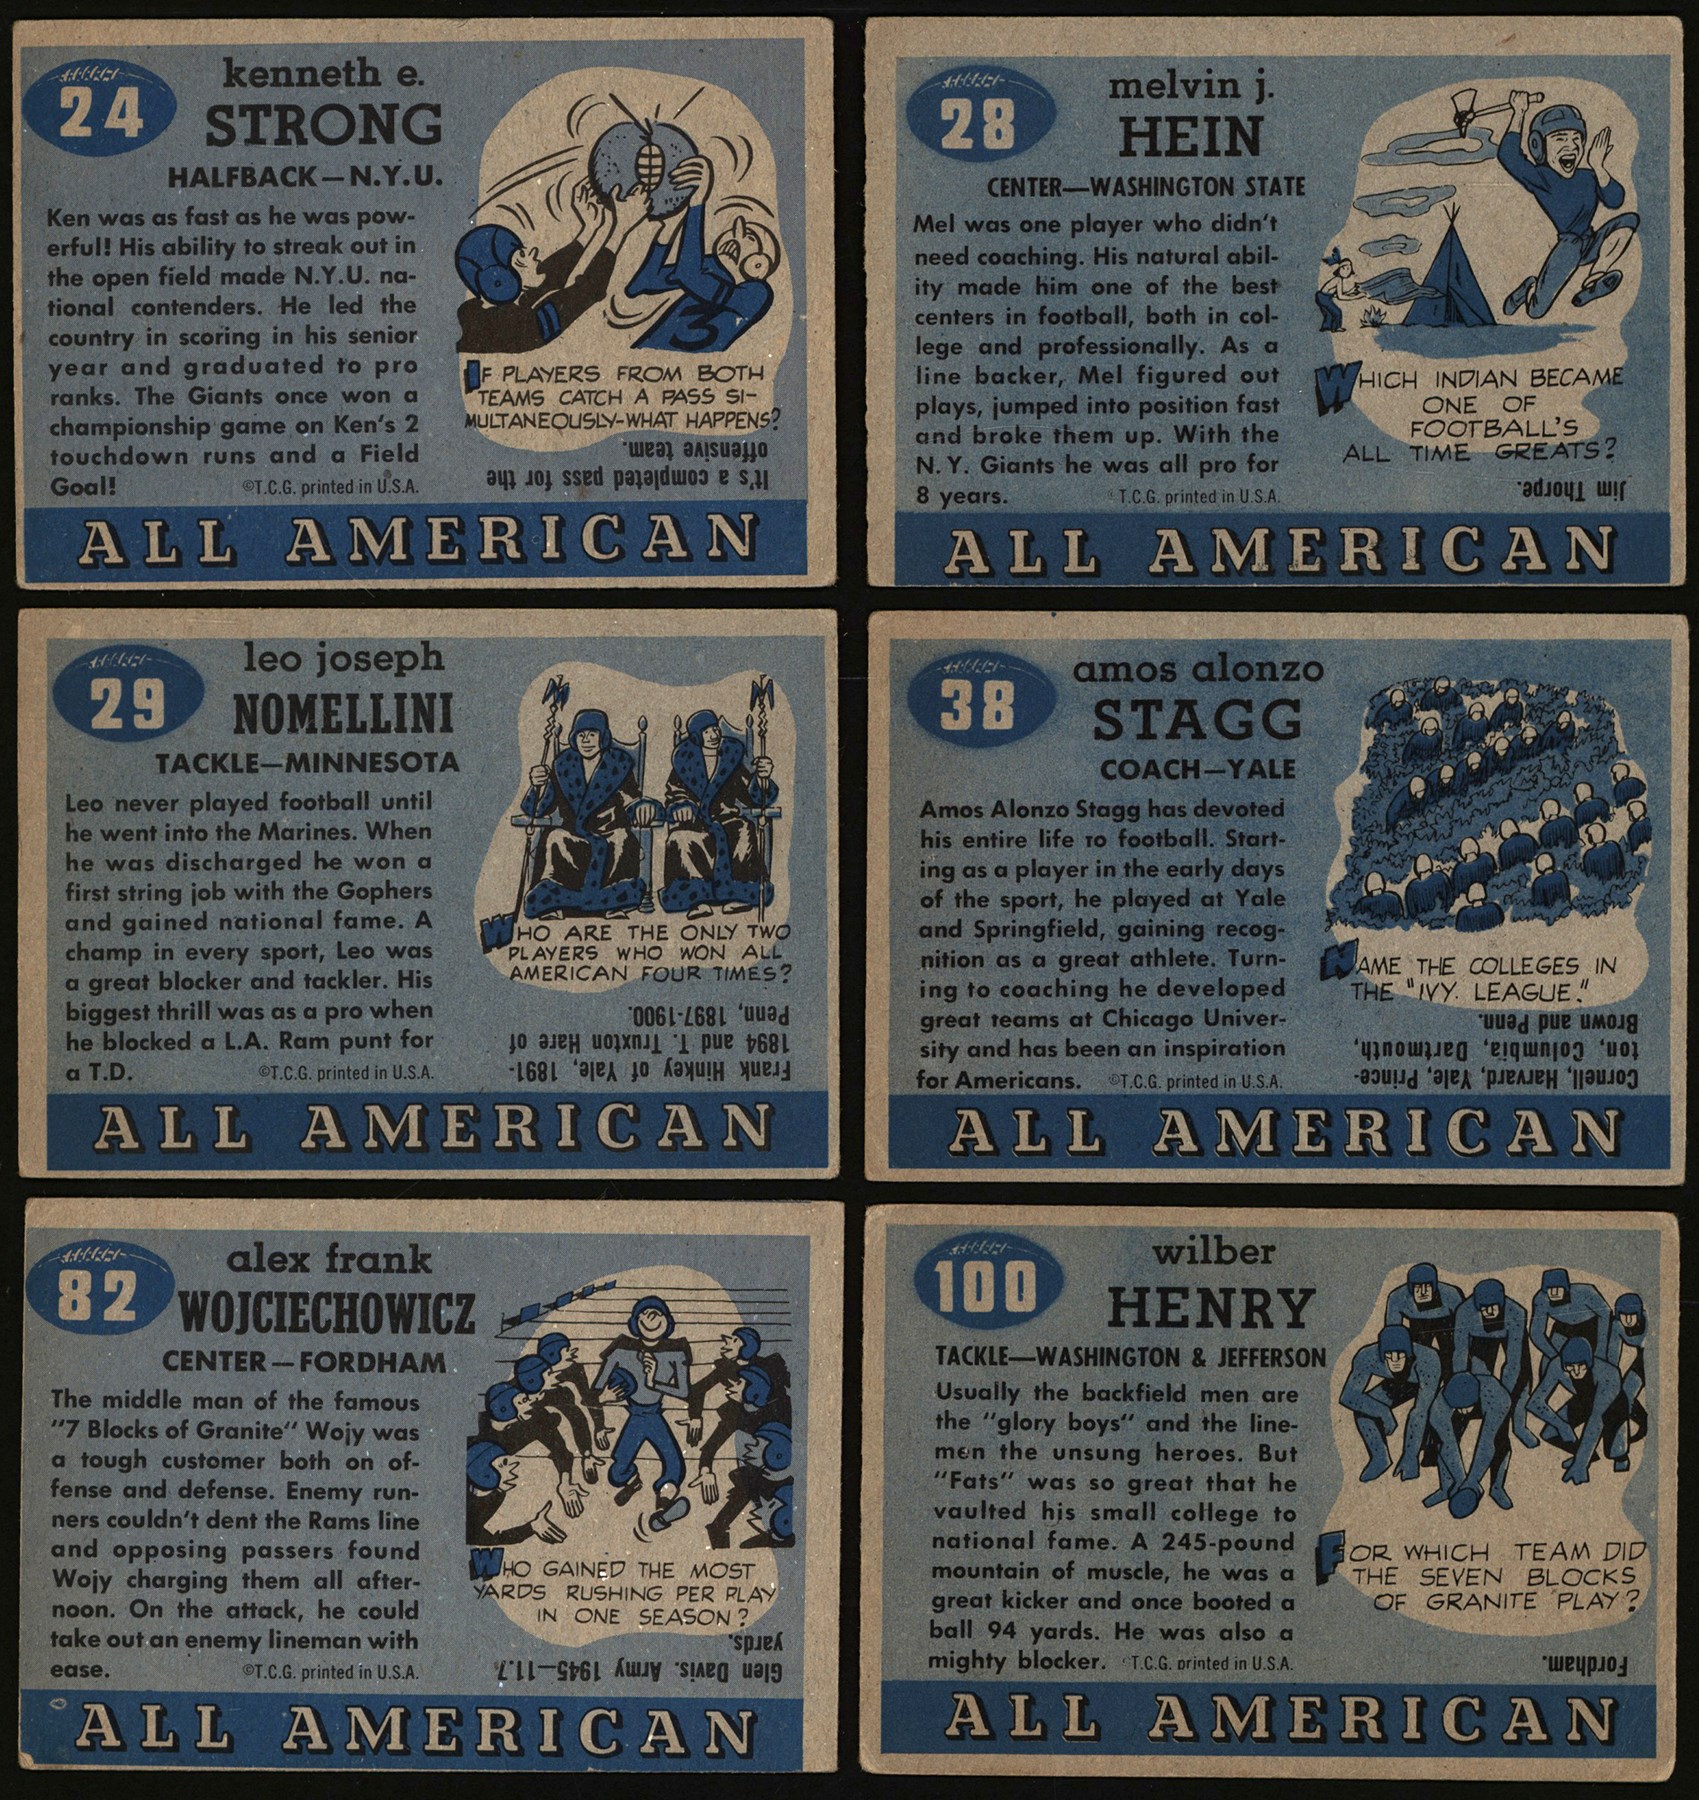 24
kenneth e.
STRONG
HALFBACK—N.Y.U.
Ken was as fast as he was pow-
erful! His ability to streak out in
the open field made N.Y.U. na-
tional contenders. He led the
country in scoring in his senior
year and graduated to pro
ranks. The Giants once won a
championship game on Ken's 2
touchdown runs and a Field
Goal!
©T.C.G. printed in U.S.A.
3
IF PLAYERS FROM BOTH
TEAMS CATCH A PASS SI-
MULTANEOUSLY-WHAT HAPPENS?
It's a completed pass for the
offensive team.
ALL AMERICAN
28
melvin j.
HEIN
CENTER—WASHINGTON STATE
Mel was one player who didn't
need coaching. His natural abil-
ity made him one of the best
centers in football, both in col-
lege and professionally. As a
line backer, Mel figured out
plays, jumped into position fast
and broke them up. With the
N.Y. Giants he was all pro for
8 years.
T.C.G. printed in U.S.A.
WHICH INDIAN BECAME
ONE OF
FOOTBALL'S
ALL TIME GREATS?
Jim Thorpe.
ALL AMERICAN
29
leo joseph
NOMELLINI
TACKLE—MINNESOTA
Leo never played football until
he went into the Marines. When
he was discharged he won a
first string job with the Gophers
and gained national fame. A
champ in every sport, Leo was
a great blocker and tackler. His
biggest thrill was as a pro when
he blocked a L.A. Ram punt for
a T.D.
©T.C.G. printed in U.S.A.
WHO ARE THE ONLY TWO
PLAYERS WHO WON ALL
AMERICAN FOUR TIMES?
Frank Hinkey of Yale, 1891-
1894 and T. Truxton Hare of
Penn, 1897-1900.
ALL AMERICAN
38
amos alonzo
STAGG
COACH—YALE
Amos Alonzo Stagg has devoted
his entire life to football. Start-
ing as a player in the early days
of the sport, he played at Yale
and Springfield, gaining recog-
nition as a great athlete. Turn-
ing to coaching he developed
great teams at Chicago Univer-
sity and has been an inspiration
for Americans.
©T.C.G. printed in U.S.A.
NAME THE COLLEGES IN
THE "IVY. LEAGUE."
Cornell, Harvard, Yale, Prince-
ton, Columbia, Dartmouth,
Brown and Penn.
ALL AMERICAN
82
alex frank
WOJCIECHOWICZ
CENTER—FORDHAM
The middle man of the famous
"7 Blocks of Granite" Wojy was
a tough customer both on of-
fense and defense. Enemy run-
ners couldn't dent the Rams line
and opposing passers found
Wojy charging them all after-
noon. On the attack, he could
take out an enemy lineman with
ease.
©T.C.G. printed in U.S.A.
WHO GAINED THE MOST
YARDS RUSHING PER PLAY
IN ONE SEASON?
Glen Davis. Army 1945—11.7
yards.
ALL AMERICAN
100
wilber
HENRY
TACKLE—WASHINGTON & JEFFERSON
Usually the backfield men are
the "glory boys" and the line-
men the unsung heroes. But
"Fats" was so great that he
vaulted his small college to
national fame. A 245-pound
mountain of muscle, he was a
great kicker and once booted a
ball 94 yards. He was also a
mighty blocker.
T.C.G. printed in U.S.A.
FOR WHICH TEAM DID
THE SEVEN BLOCKS
OF GRANITE PLAY?
Fordham.
ALL AMERICAN